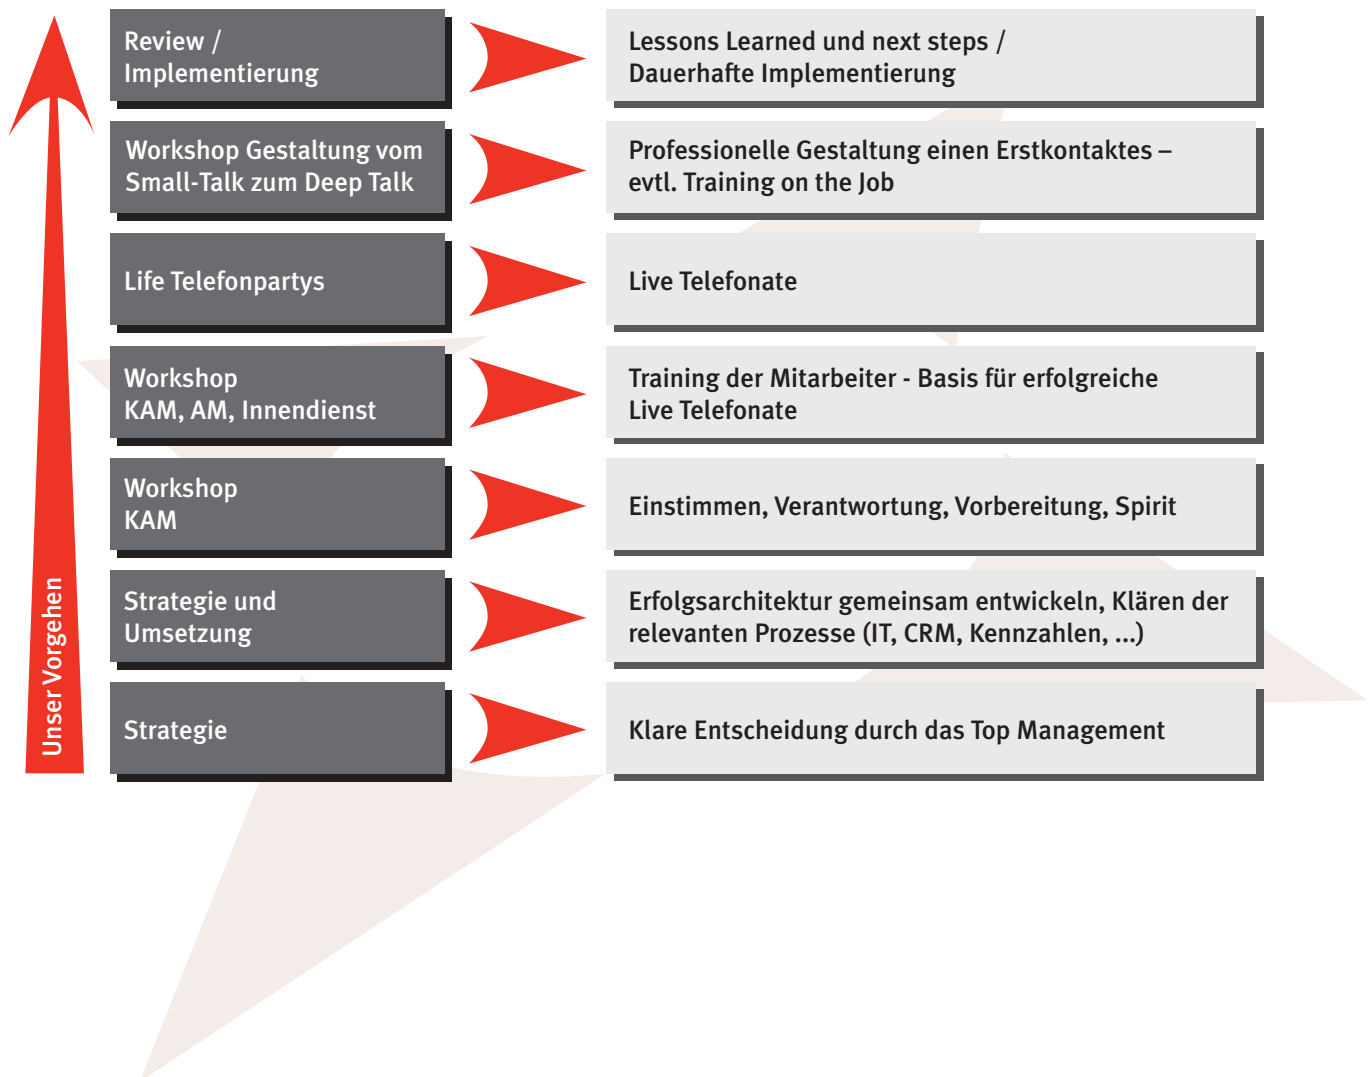 Review /
Implementierung
Lessons Learned und next steps /
Dauerhafte Implementierung
Workshop Gestaltung vom
Small-Talk zum Deep Talk
Professionelle Gestaltung einen Erstkontaktes –
evtl. Training on the Job
Life Telefonpartys
Live Telefonate
Workshop
KAM, AM, Innendienst
Training der Mitarbeiter - Basis für erfolgreiche
Live Telefonate
Workshop
KAM
Einstimmen, Verantwortung, Vorbereitung, Spirit
Strategie und
Umsetzung
Erfolgsarchitektur gemeinsam entwickeln, Klären der
relevanten Prozesse (IT, CRM, Kennzahlen, ...)
Strategie
Klare Entscheidung durch das Top Management
Unser Vorgehen